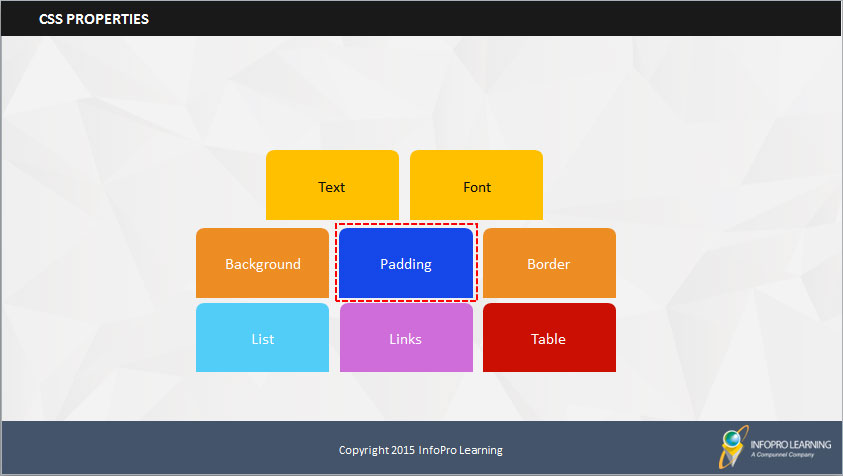 CSS PROPERTIES
Text
Font
Background
Padding
Border
List
Links
Table
Copyright 2015 InfoPro Learning
INFOPRO LEARNING
A Compunnel Company